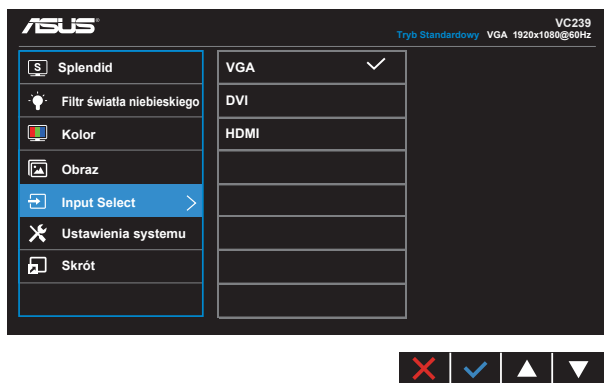 ASUS
VC239
Tryb Standardowy VGA 1920x1080@60Hz
S Splendid
Filtr światła niebieskiego
Kolor
Obraz
Input Select
Ustawienia systemu
Skrót
VGA
DVI
HDMI